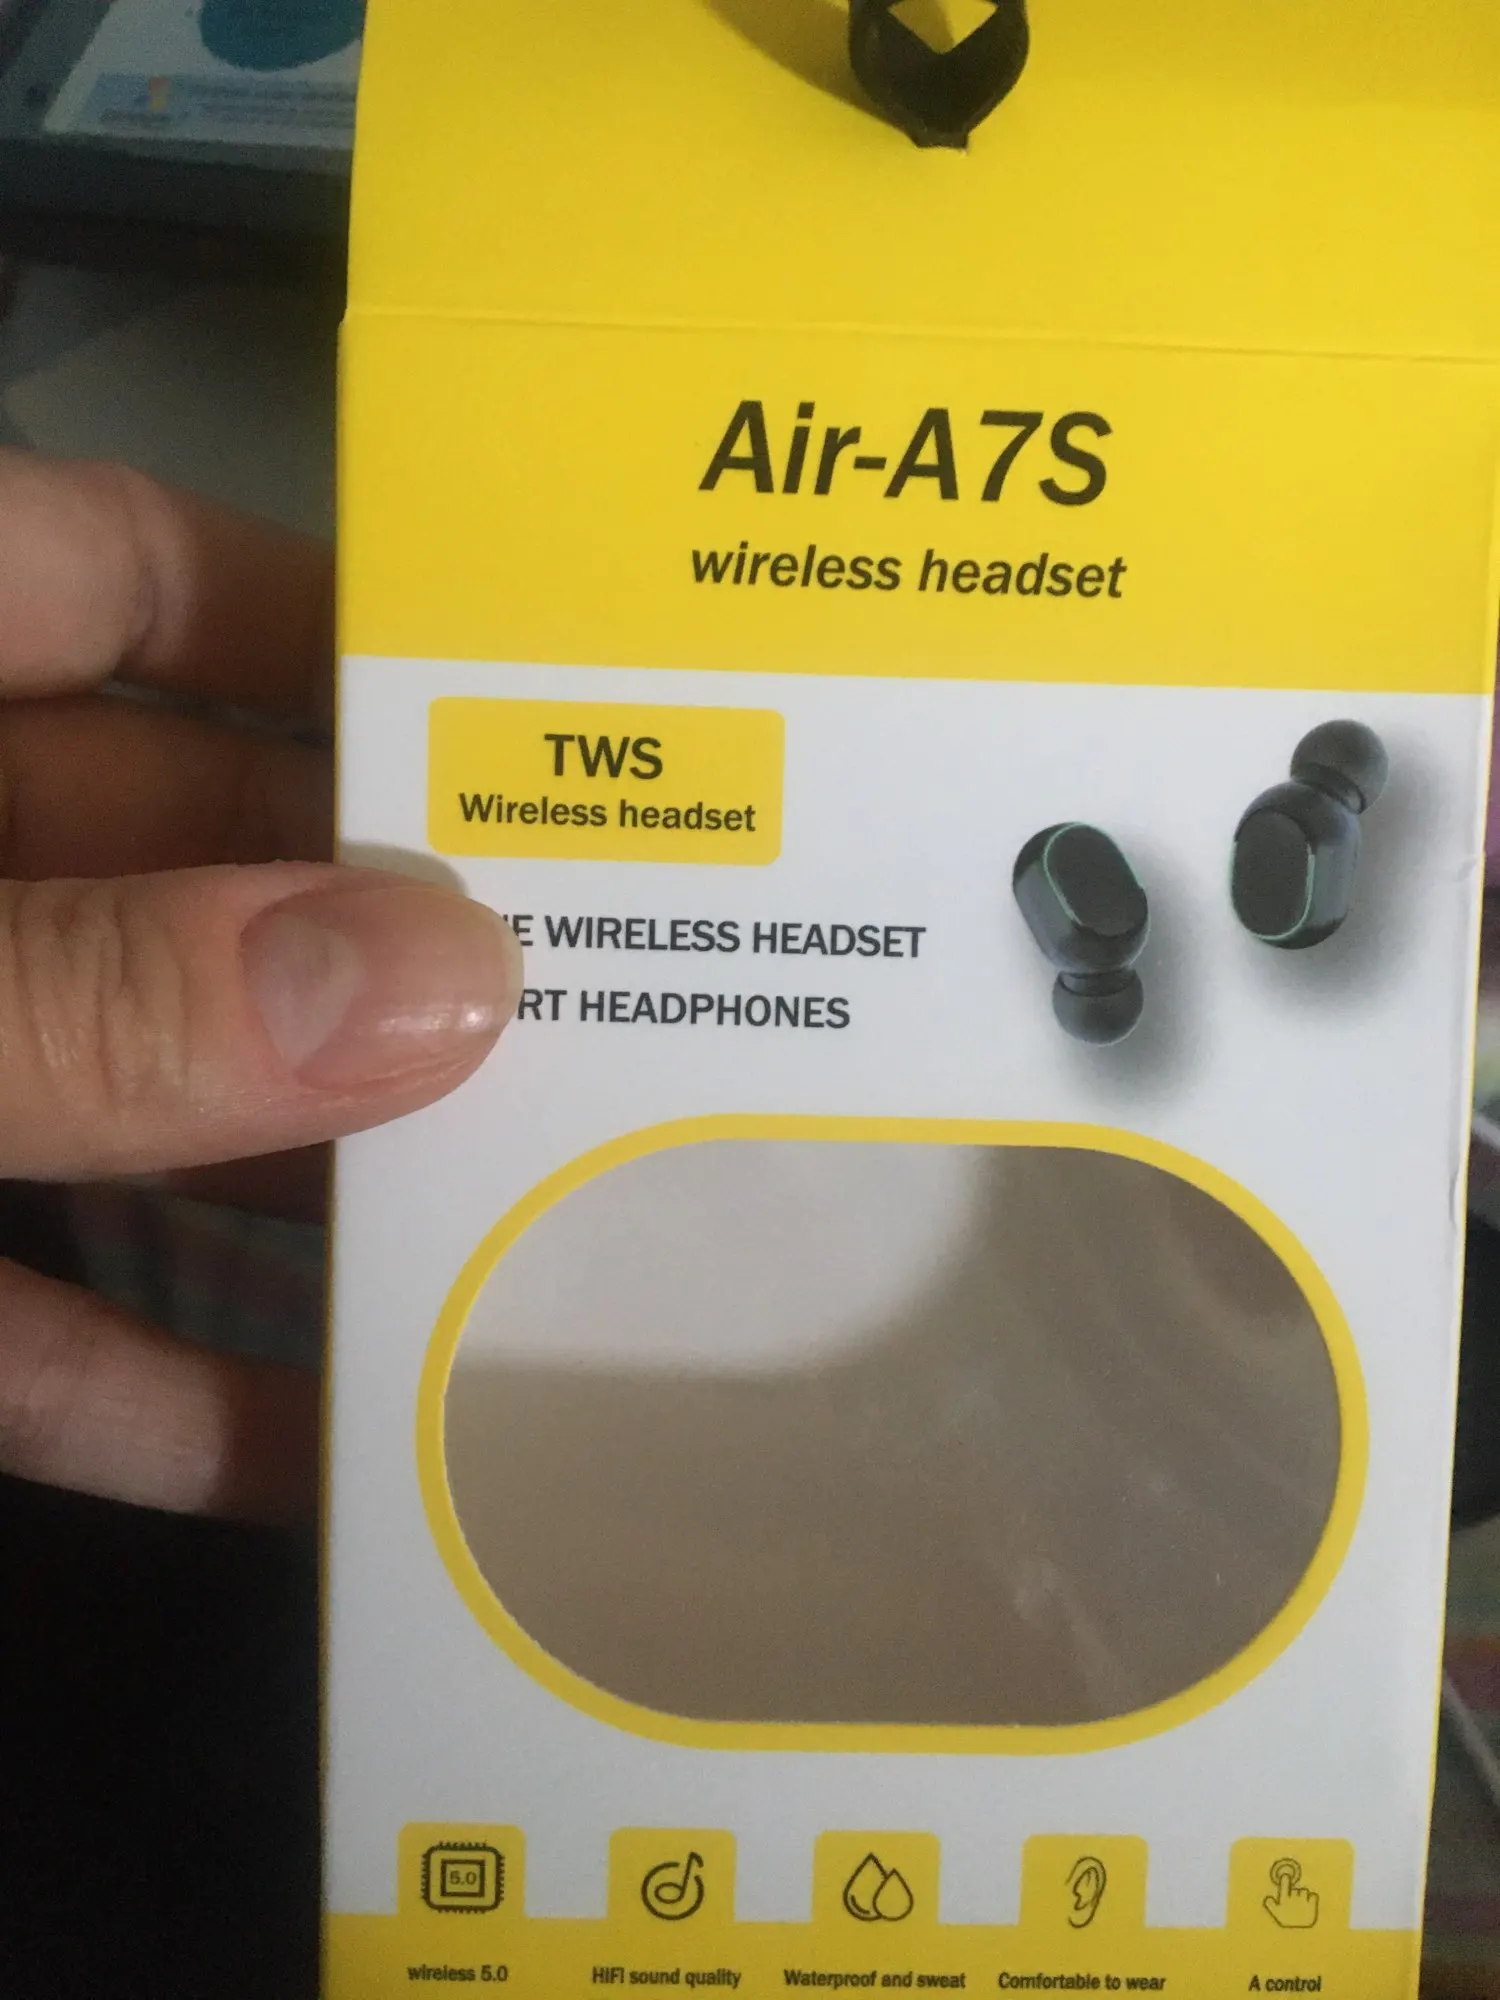 Air-A7S
wireless headset
TWS
Wireless headset
WIRELESS HEADSET
HEADPHONES
5.0
wireless 5.0
HIFI sound quality
Waterproof and sweat
Comfortable to wear
A control